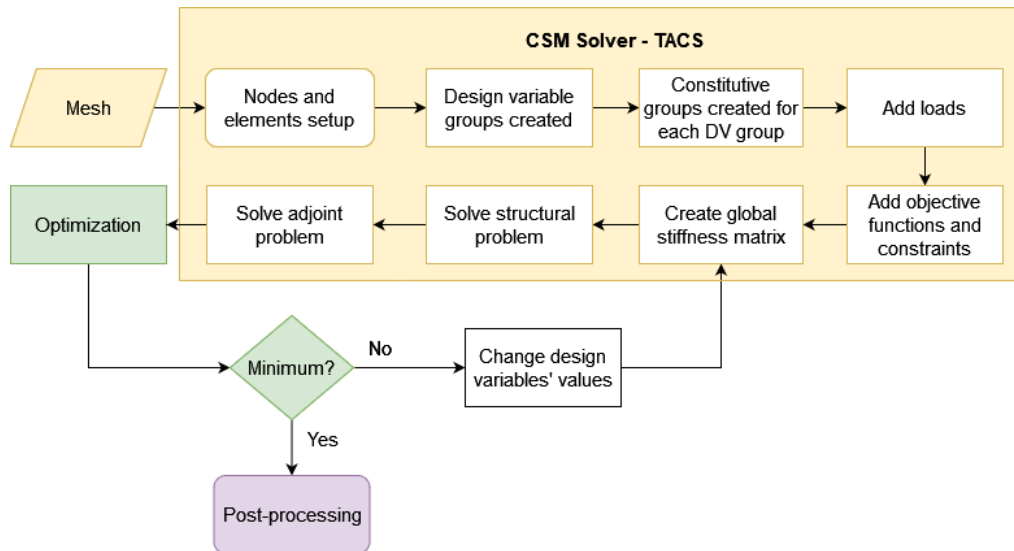 CSM Solver - TACS
Mesh
Nodes and
elements setup
Design variable
groups created
Constitutive
groups created for
each DV group
Add loads
Optimization
Solve adjoint
problem
Solve structural
problem
Create global
stiffness matrix
Add objective
functions and
constraints
Minimum?
No
Change design
variables' values
Yes
Post-processing